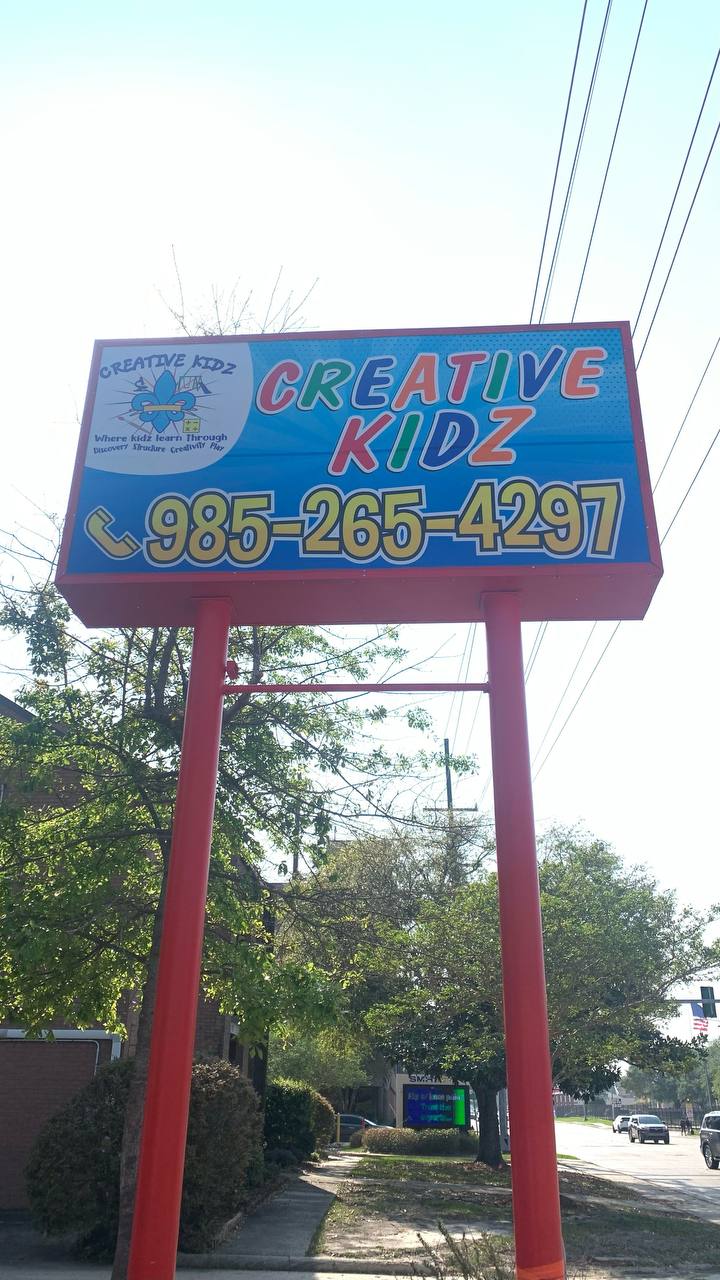 CREATIVE KIDZ
Where kidz learn Through
Discovery Structure Creativity Play
CREATIVE
KIDZ
985-265-4297